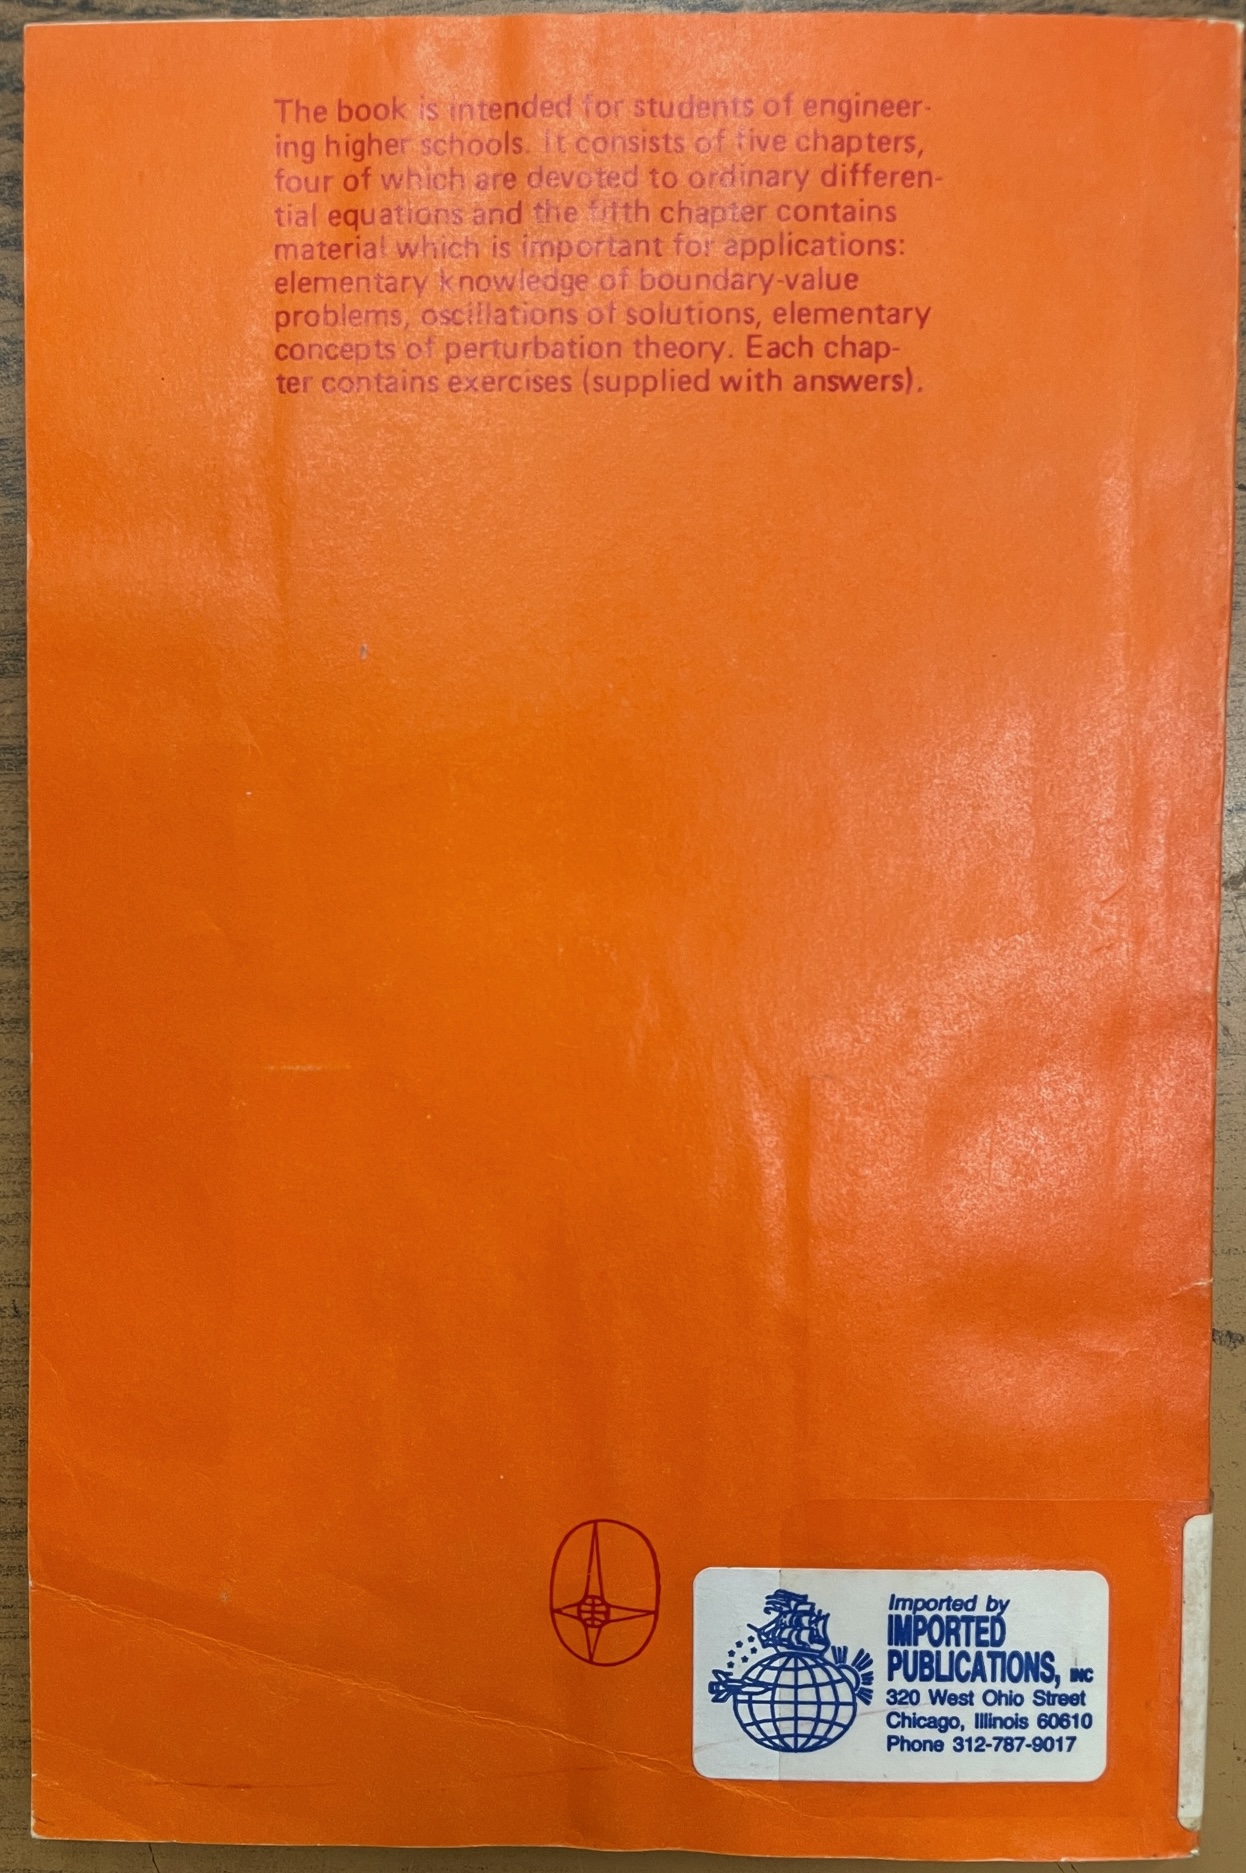 The book is intended for students of engineer-
ing higher schools. It consists of five chapters,
four of which are devoted to ordinary differen-
tial equations and the fifth chapter contains
material which is important for applications:
elementary knowledge of boundary-value
problems, oscillations of solutions, elementary
concepts of perturbation theory. Each chap-
ter contains exercises (supplied with answers).
Imported by
IMPORTED
PUBLICATIONS, INC
320 West Ohio Street
Chicago, Illinois 60610
Phone 312-787-9017